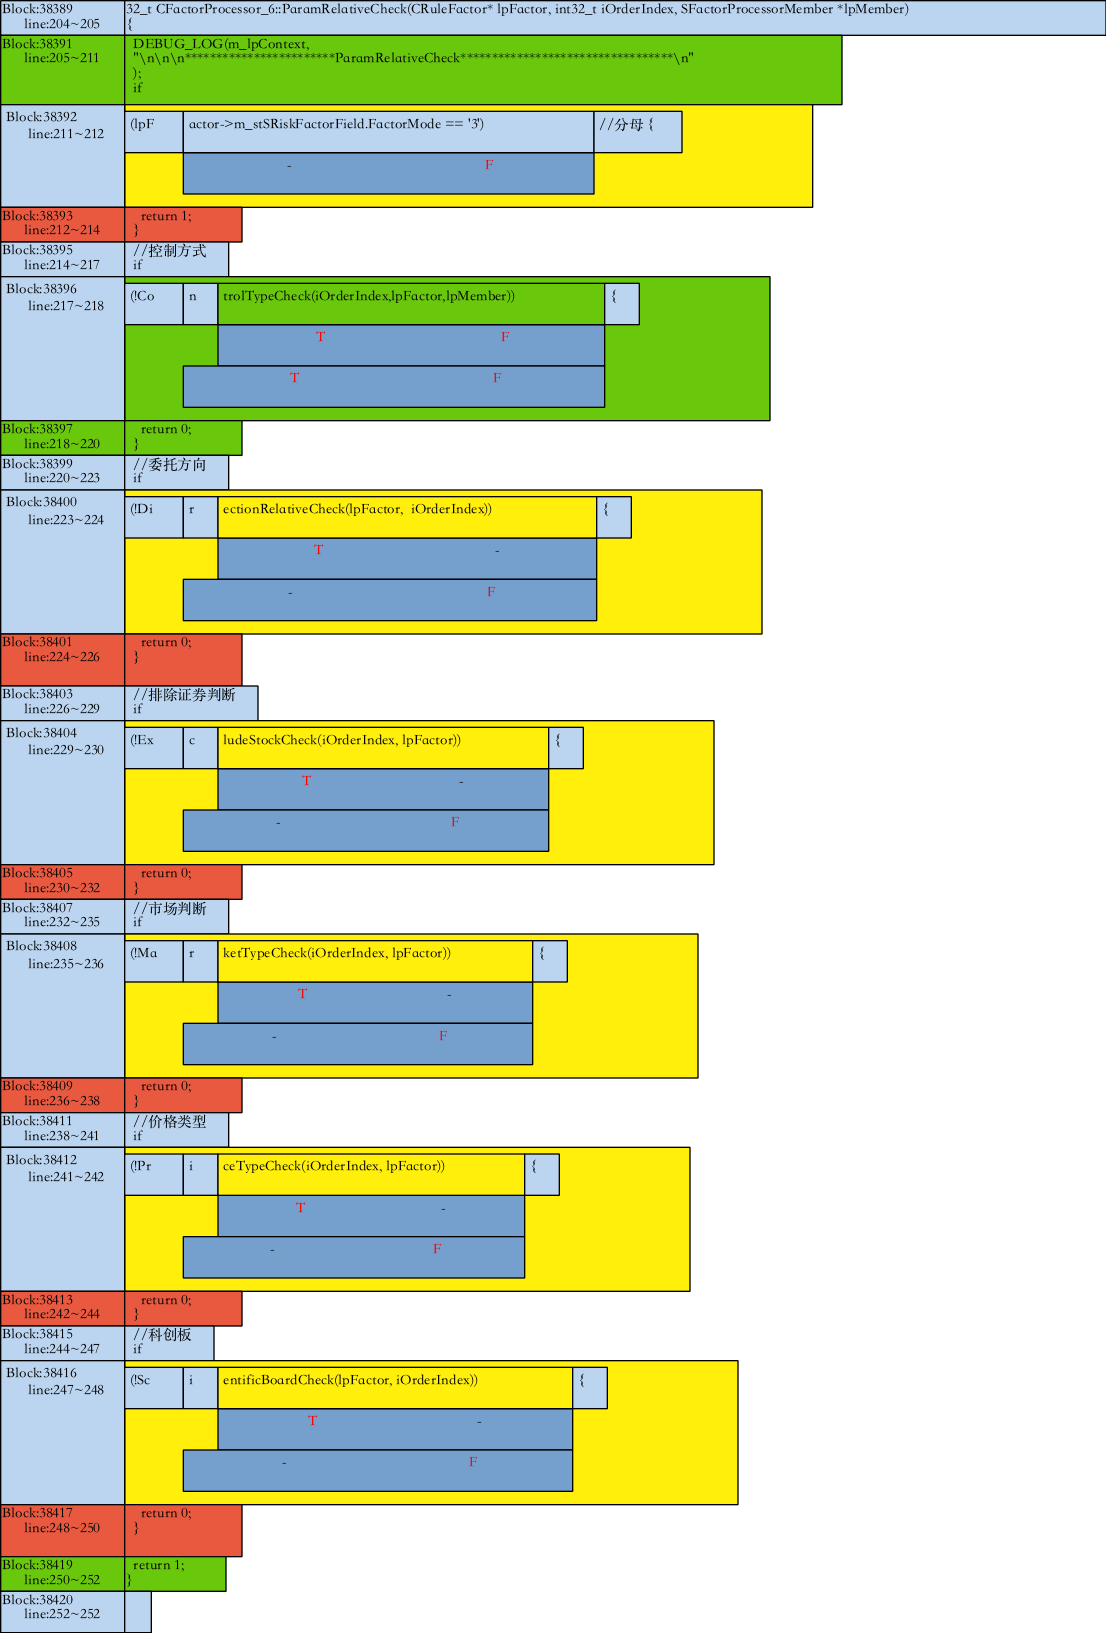 Block:38389 32_t CFactorProcessor_6::ParamRelativeCheck(CRuleFactor* lpFactor, int32_t iOrderIndex, SFactorProcessorMember *lpMember)
line:204~205 {
Block:38391 DEBUG_LOG(m_lpContext,
line:205~211 "\n\n\n************************ParamRelativeCheck**********************************\n"
);
if
Block:38392 (lpF actor->m_stSRiskFactorField.FactorMode == '3') //分母 {
line:211~212
- F
Block:38393 return 1;
line:212~214 }
Block:38395 //控制方式
line:214~217 if
Block:38396 (!Co n trolTypeCheck(iOrderIndex,lpFactor,lpMember)) {
line:217~218
T F
T F
Block:38397 return 0;
line:218~220 }
Block:38399 //委托方向
line:220~223 if
Block:38400 (!Di r ectionRelativeCheck(lpFactor,  iOrderIndex)) {
line:223~224
T -
- F
Block:38401 return 0;
line:224~226 }
Block:38403 //排除证券判断
line:226~229 if
Block:38404 (!Ex c ludeStockCheck(iOrderIndex, lpFactor)) {
line:229~230
T -
- F
Block:38405 return 0;
line:230~232 }
Block:38407 //市场判断
line:232~235 if
Block:38408 (!Ma r ketTypeCheck(iOrderIndex, lpFactor)) {
line:235~236
T -
- F
Block:38409 return 0;
line:236~238 }
Block:38411 //价格类型
line:238~241 if
Block:38412 (!Pr i ceTypeCheck(iOrderIndex, lpFactor)) {
line:241~242
T -
- F
Block:38413 return 0;
line:242~244 }
Block:38415 //科创板
line:244~247 if
Block:38416 (!Sc i entificBoardCheck(lpFactor, iOrderIndex)) {
line:247~248
T -
- F
Block:38417 return 0;
line:248~250 }
Block:38419 return 1;
line:250~252 }
Block:38420
line:252~252